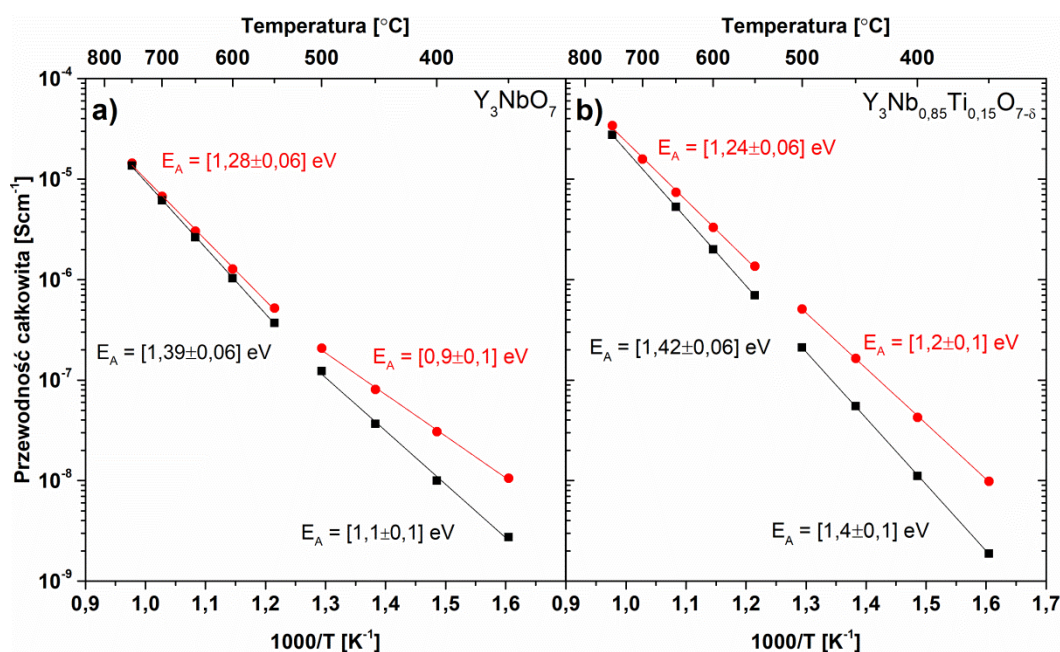 Temperatura [°C]
Temperatura [°C]
800 700 600 500 400
800 700 600 500 400
10⁻⁴
a)
Y₃NbO₇
b)
Y₃Nb₀,₈₅Ti₀,₁₅O₇₋δ
E_A = [1,28±0,06] eV
E_A = [1,24±0,06] eV
10⁻⁵
10⁻⁶
E_A = [1,39±0,06] eV
E_A = [0,9±0,1] eV
E_A = [1,42±0,06] eV
E_A = [1,2±0,1] eV
10⁻⁷
10⁻⁸
E_A = [1,1±0,1] eV
E_A = [1,4±0,1] eV
10⁻⁹
Przewodność całkowita [Scm⁻¹]
0,9 1,0 1,1 1,2 1,3 1,4 1,5 1,6
0,9 1,0 1,1 1,2 1,3 1,4 1,5 1,6 1,7
1000/T [K⁻¹]
1000/T [K⁻¹]